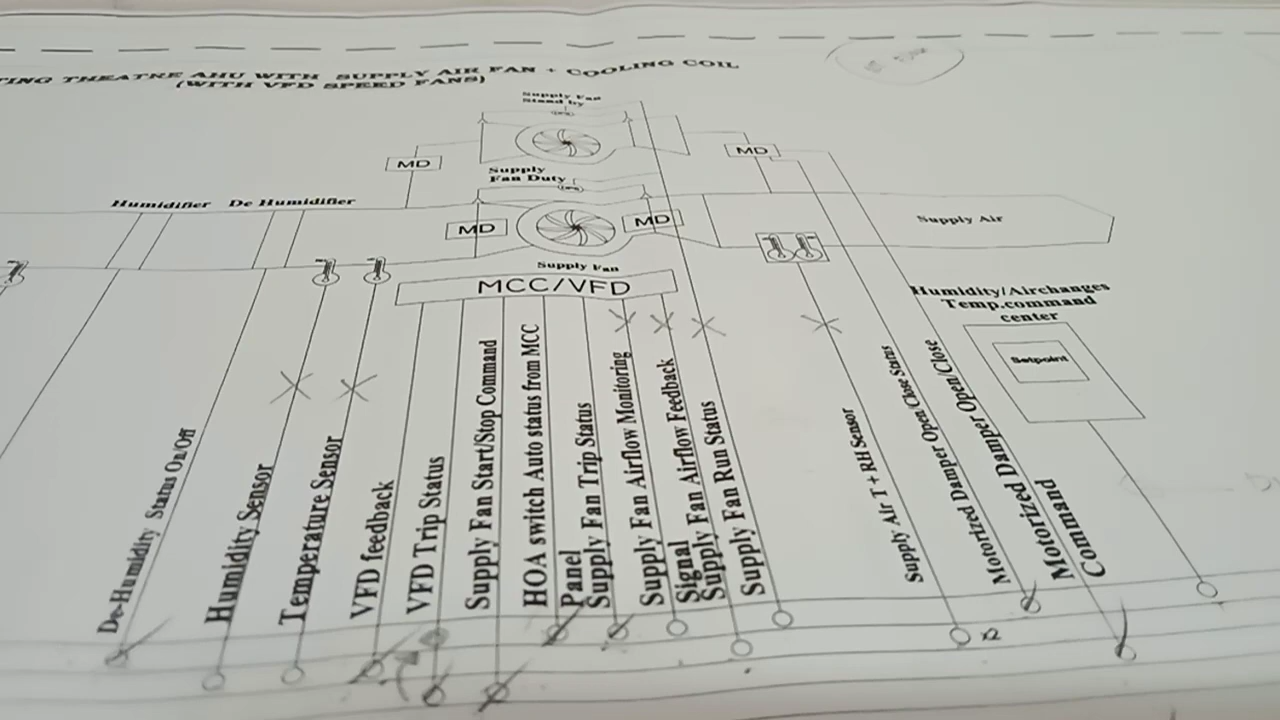 TING THEATRE AHU WITH SUPPLY AIR FAN + COOLING COIL
(WITH VFD SPEED FANS)
Supply Fan
Stand by
MD
MD
Supply
Fan Duty
Humidifier
De Humidifier
MD
MD
Supply Air
Supply Fan
MCC/VFD
Humidity/Airchanges
Temp.command
center
Setpoint
De-Humidity Status On/Off
Humidity Sensor
Temperature Sensor
VFD feedback
VFD Trip Status
Supply Fan Start/Stop Command
HOA switch Auto status from MCC
Panel
Supply Fan Trip Status
Supply Fan Airflow Monitoring
Signal
Supply Fan Airflow Feedback
Supply Fan Run Status
Supply Air T + RH Sensor
Motorized Damper Open/Close Status
Motorized Damper Open/Close
Motorized
Command